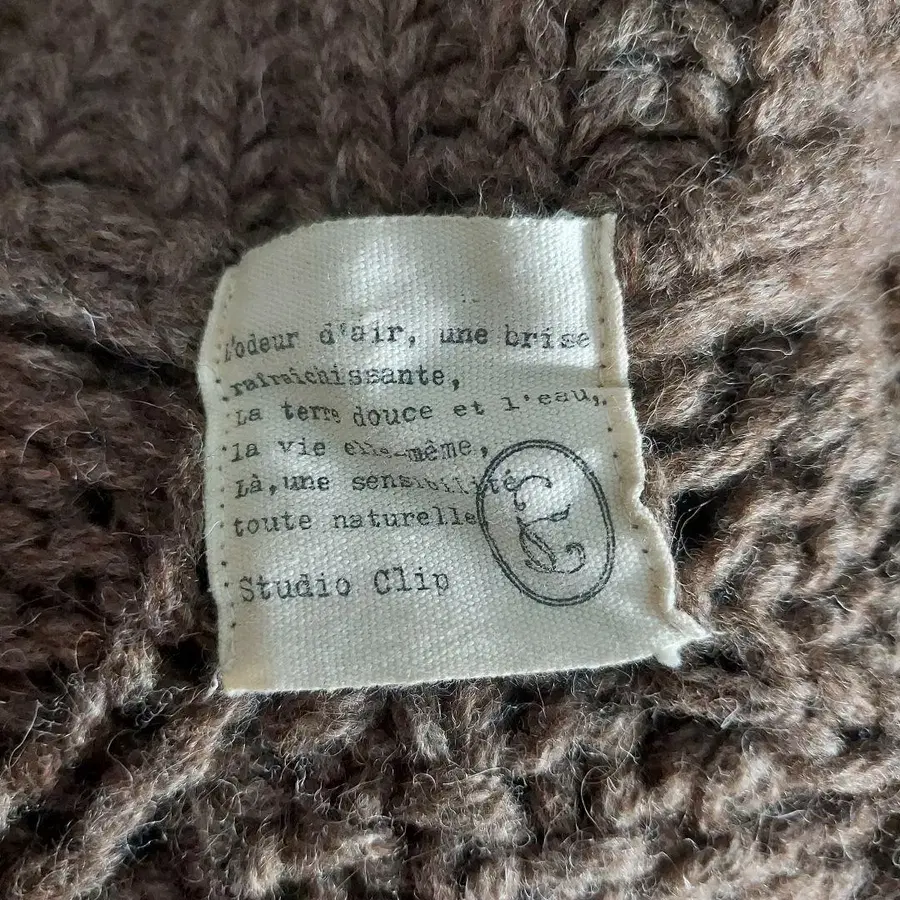 L'odeur d'air, une brise
rafraîchissante,
La terre douce et l'eau,
la vie elle-même,
Là, une sensibilité
toute naturelle
Studio Clip